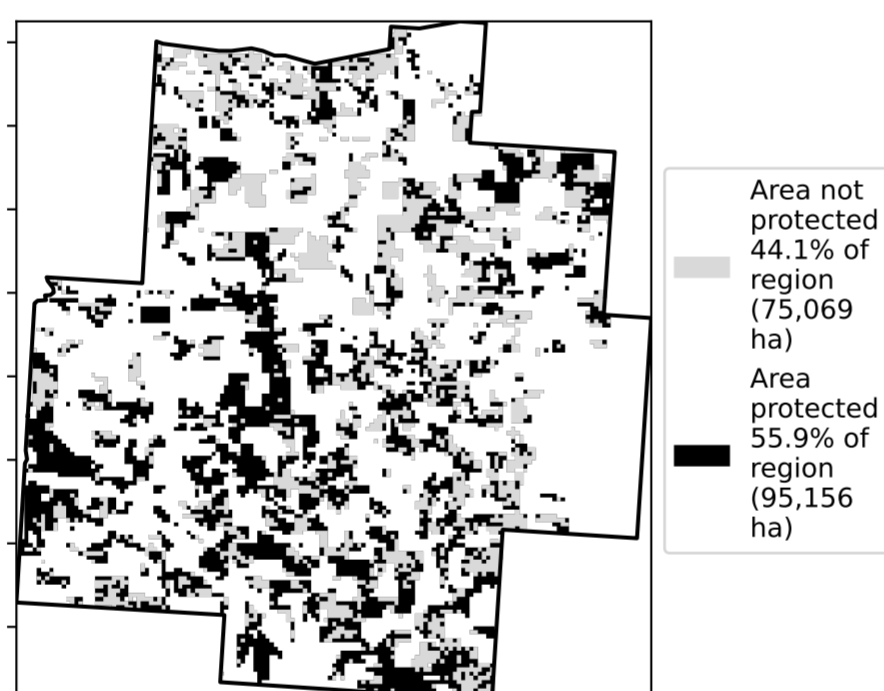 Area not
protected
44.1% of
region
(75,069
ha)
Area
protected
55.9% of
region
(95,156
ha)